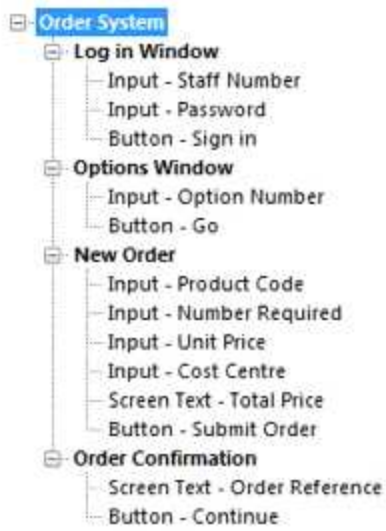 Order System
Log in Window
Input - Staff Number
Input - Password
Button - Sign in
Options Window
Input - Option Number
Button - Go
New Order
Input - Product Code
Input - Number Required
Input - Unit Price
Input - Cost Centre
Screen Text - Total Price
Button - Submit Order
Order Confirmation
Screen Text - Order Reference
Button - Continue